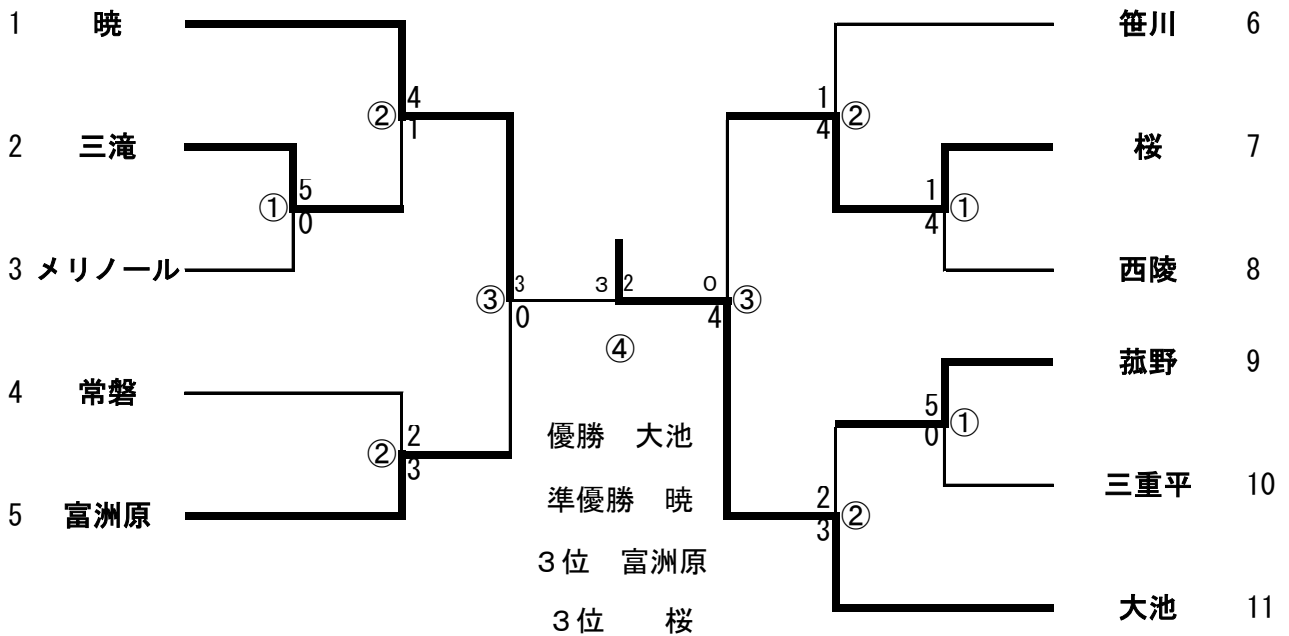 1 暁
4
② 1
2 三滝
5
① 0
3 メリノール
3
③ 0
4 常磐
2
② 3
5 富洲原
3 2
④
優勝 大池
準優勝 暁
3位 富洲原
3位 桜
笹川 6
1
4 ②
桜 7
1
4 ①
西陵 8
0
4 ③
菰野 9
5
0 ①
三重平 10
2
3 ②
大池 11